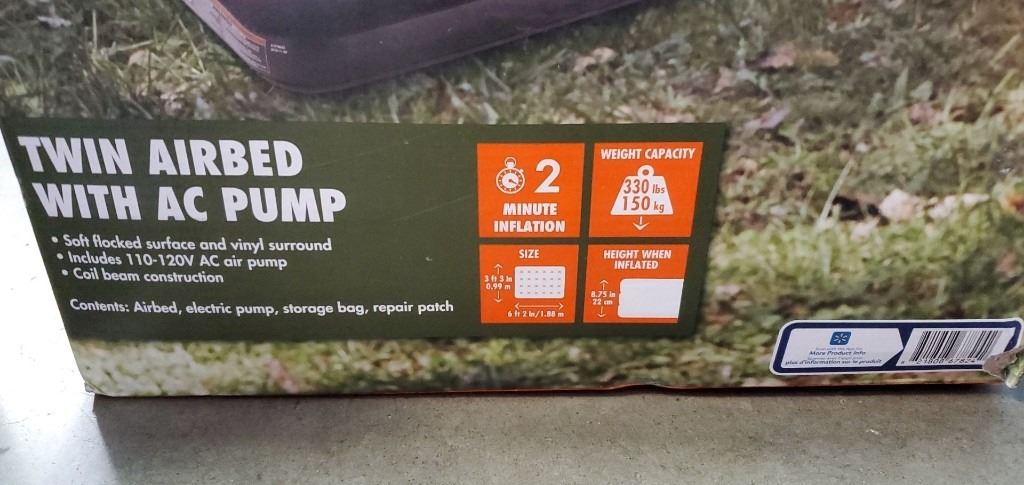 TWIN AIRBED
WITH AC PUMP
• Soft flocked surface and vinyl surround
• Includes 110-120V AC air pump
• Coil beam construction
Contents: Airbed, electric pump, storage bag, repair patch
2
MINUTE
INFLATION
WEIGHT CAPACITY
330 lbs
150 kg
SIZE
3 ft 3 in
0.99 m
6 ft 2 in/1.88 m
HEIGHT WHEN
INFLATED
8.75 in
22 cm
More Product Info
plus d'information sur le produit